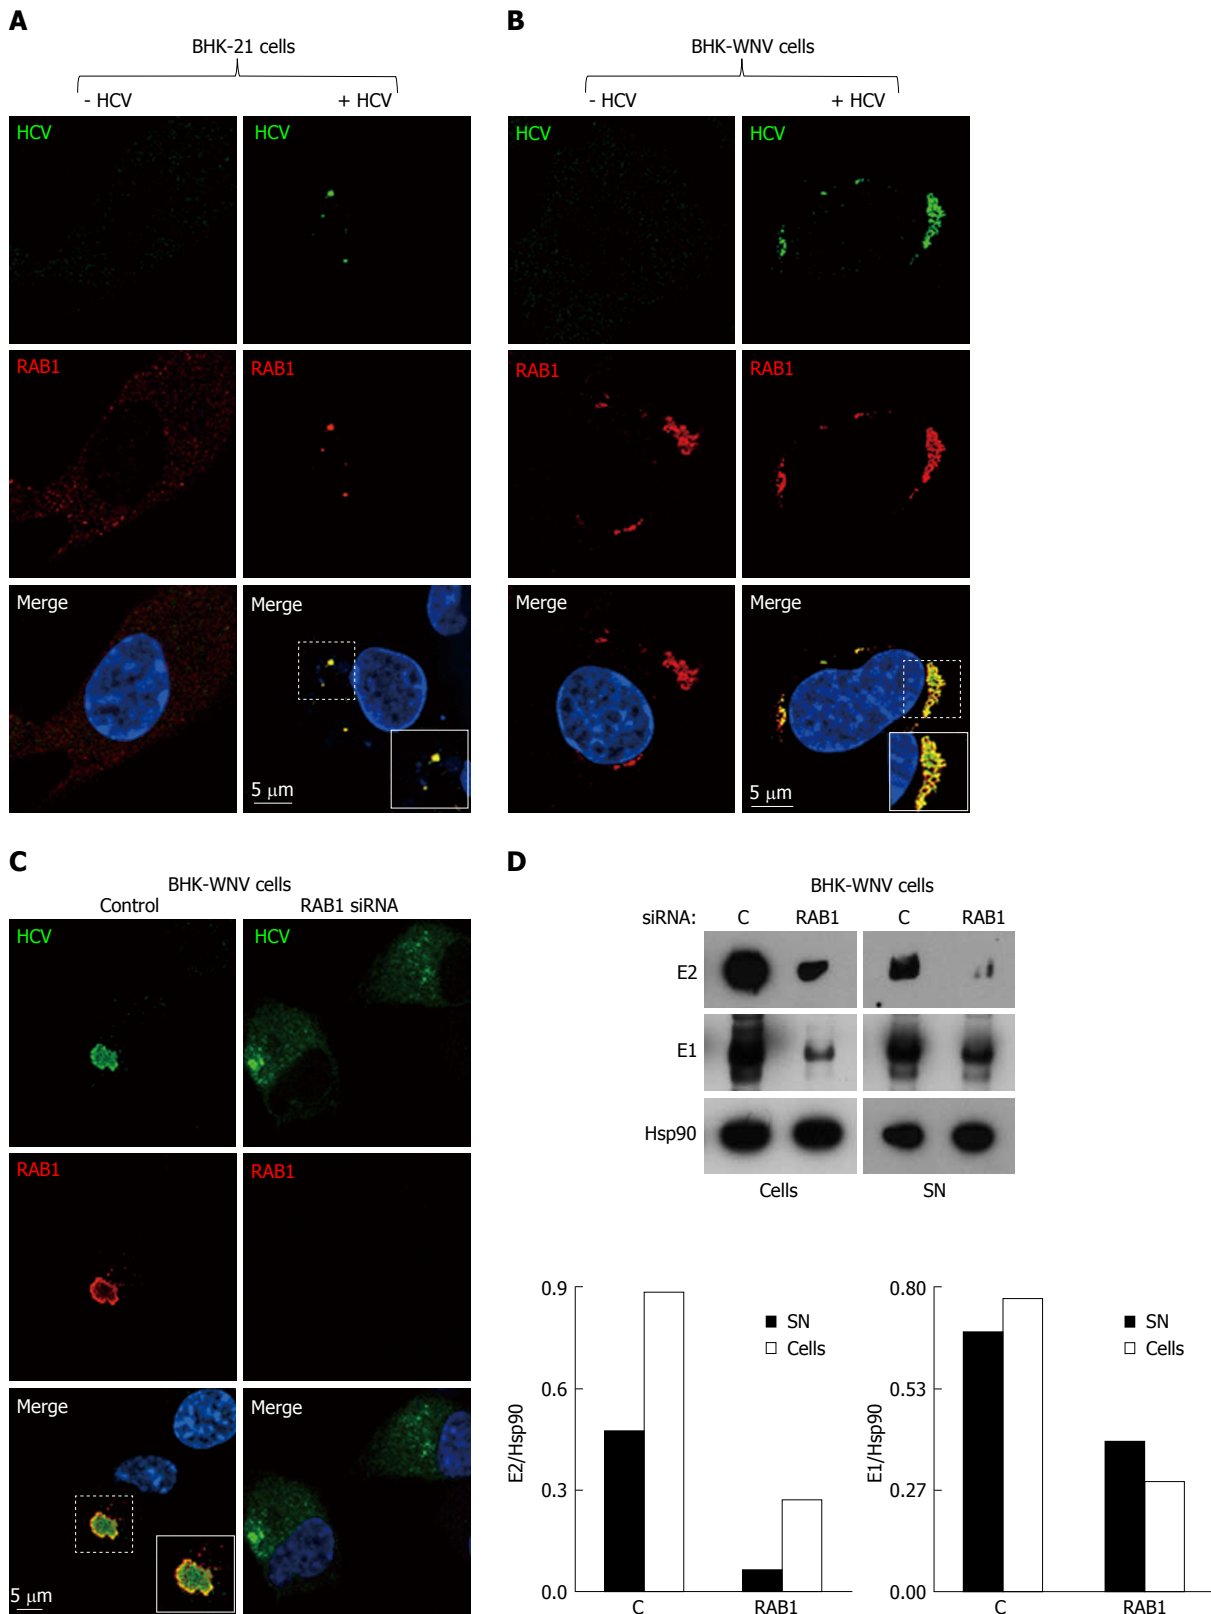 A
BHK-21 cells
- HCV + HCV
HCV HCV
RAB1 RAB1
Merge Merge
5 μm
B
BHK-WNV cells
- HCV + HCV
HCV HCV
RAB1 RAB1
Merge Merge
5 μm
C
BHK-WNV cells
Control RAB1 siRNA
HCV HCV
RAB1 RAB1
Merge Merge
5 μm
D
BHK-WNV cells
siRNA: C RAB1 C RAB1
E2
E1
Hsp90
Cells SN
E2/Hsp90
0.9
0.6
0.3
0.0
SN
Cells
C RAB1
E1/Hsp90
0.80
0.53
0.27
0.00
SN
Cells
C RAB1